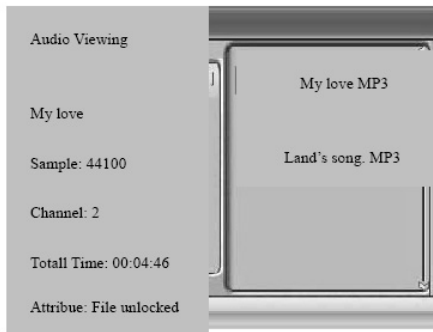 Audio Viewing
My love
Sample: 44100
Channel: 2
Totall Time: 00:04:46
Attribue: File unlocked
My love MP3
Land's song. MP3